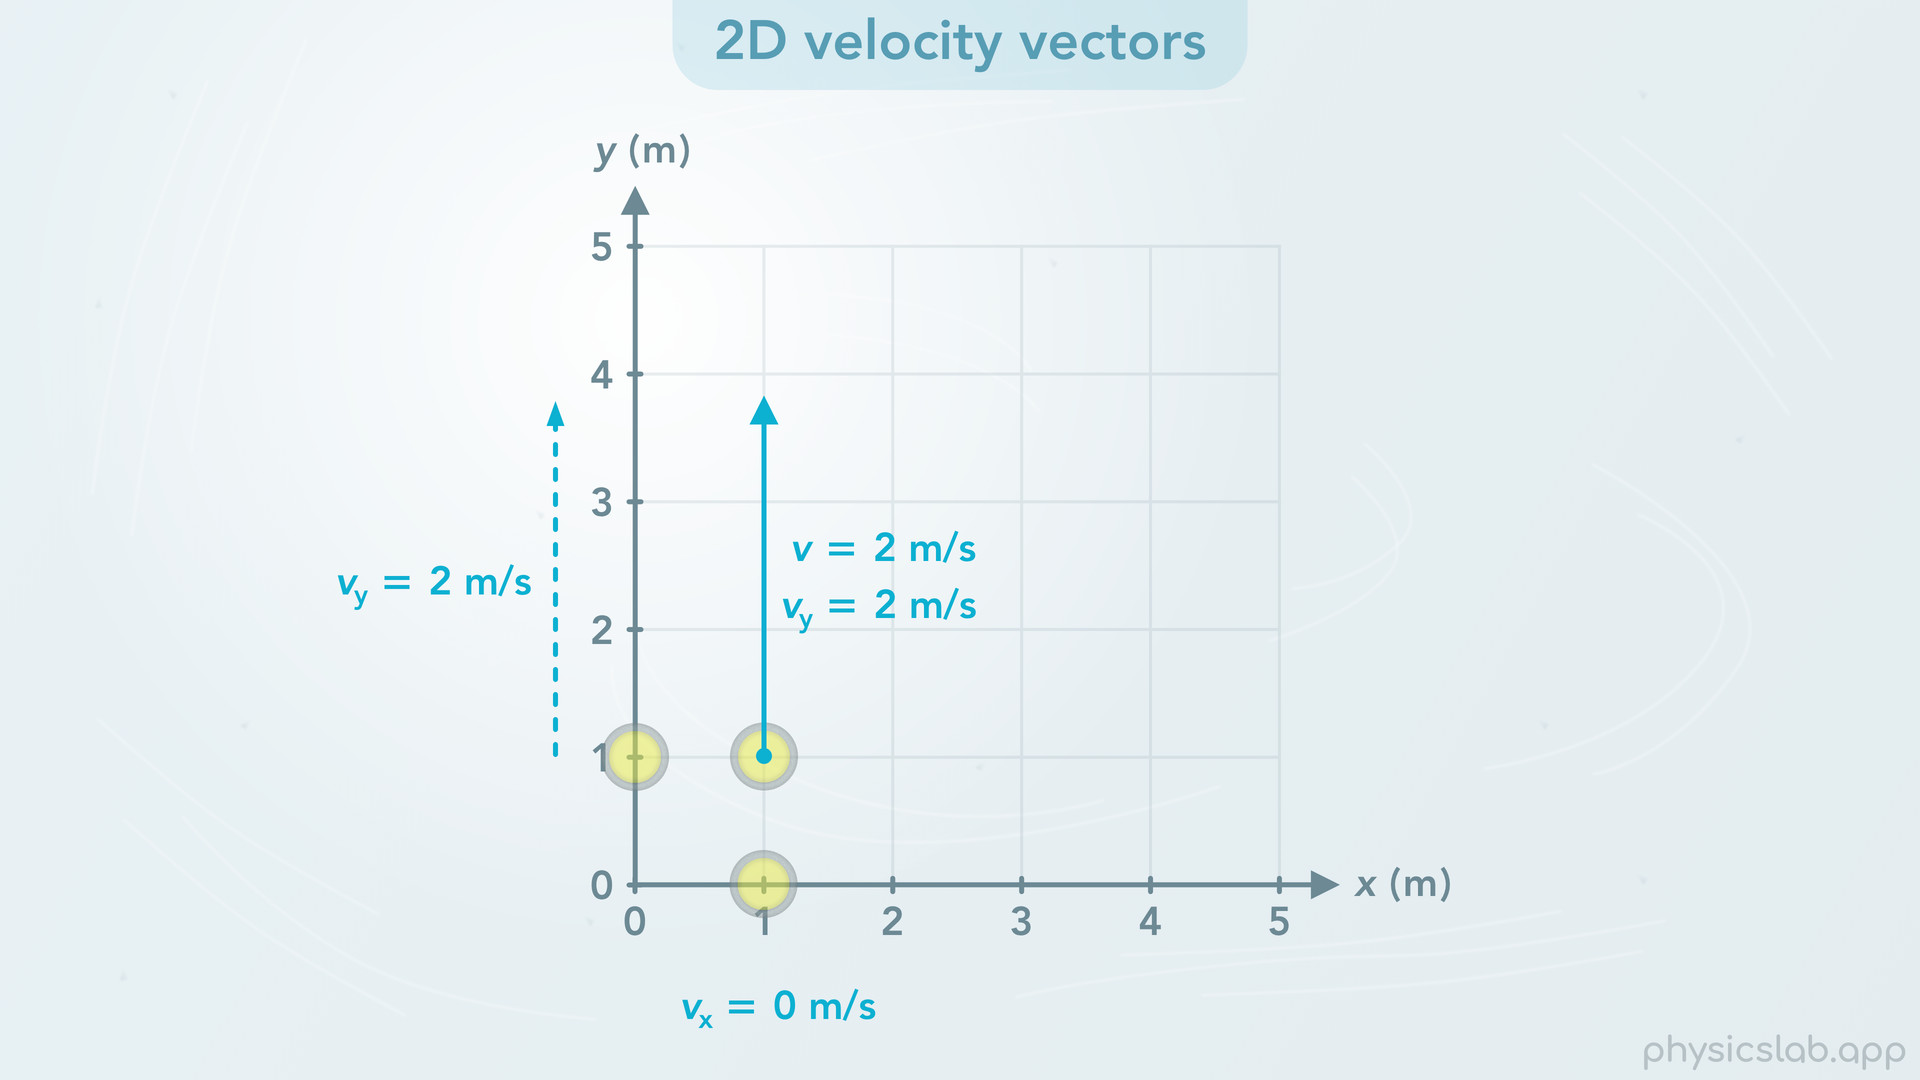 2D velocity vectors
y (m)
5
4
3
2
1
0
v = 2 m/s
vy = 2 m/s
vy = 2 m/s
x (m)
0 1 2 3 4 5
vx = 0 m/s
physicslab.app